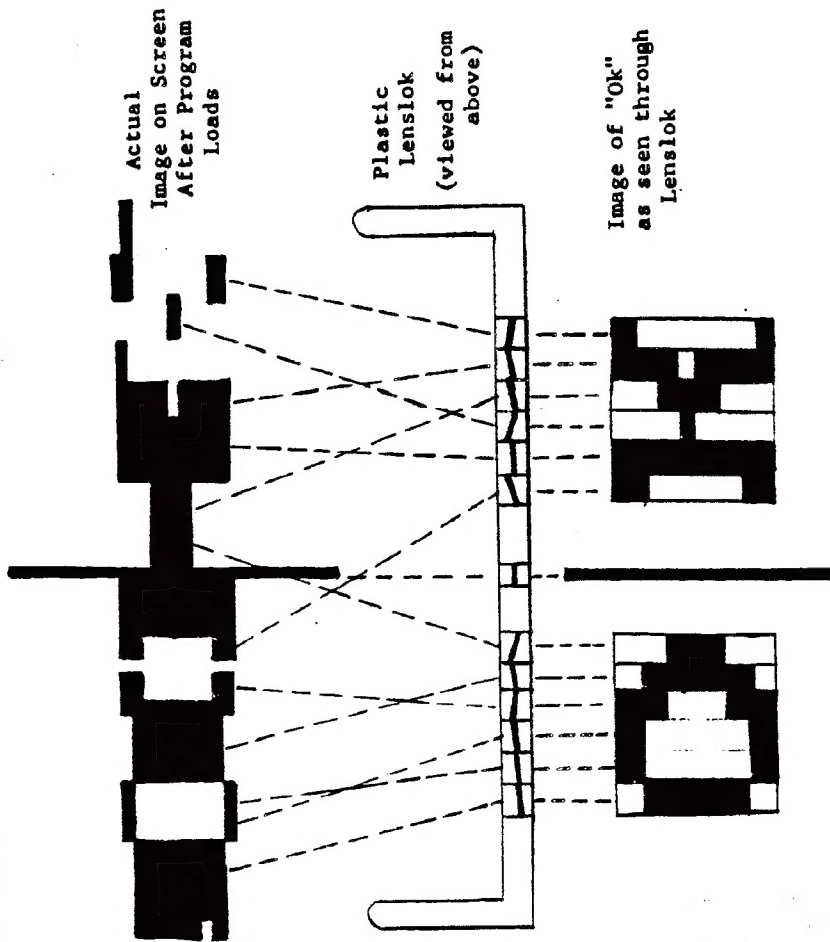 Actual
Image on Screen
After Program
Loads
Plastic
Lenslok
(viewed from
above)
Image of "Ok"
as seen through
Lenslok